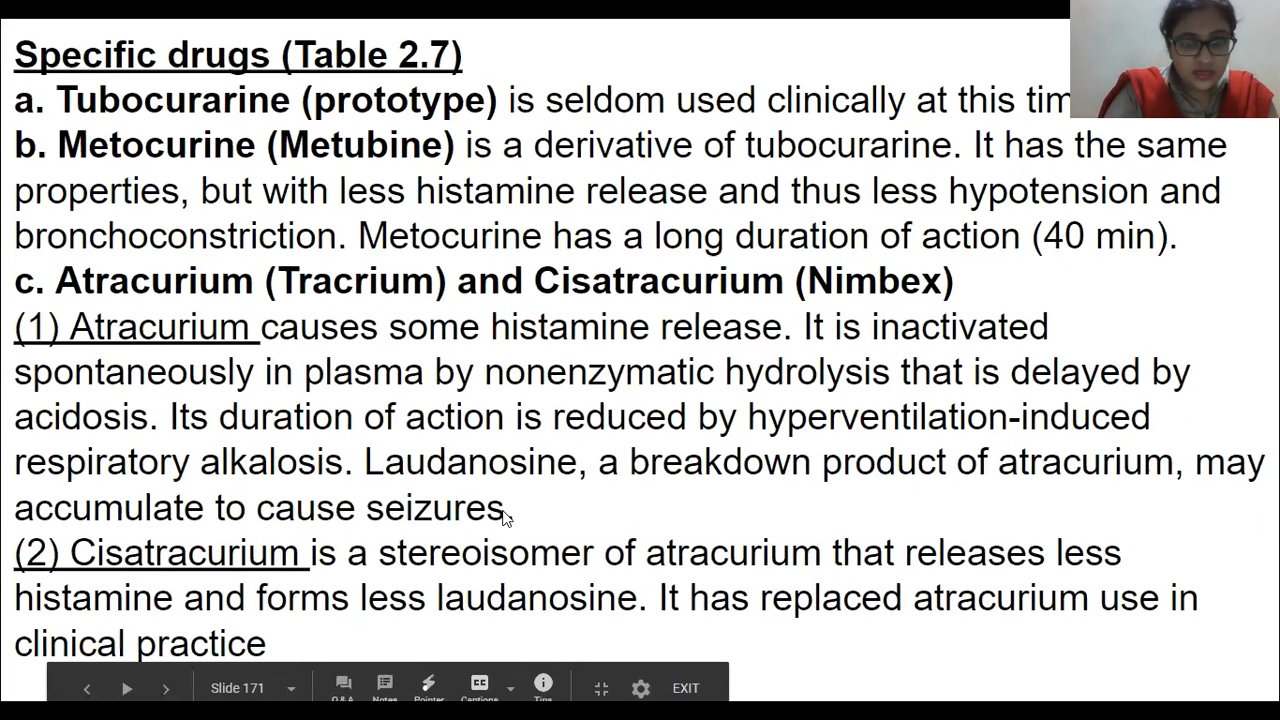 Specific drugs (Table 2.7)
a. Tubocurarine (prototype) is seldom used clinically at this
b. Metocurine (Metubine) is a derivative of tubocurarine. It has the same
properties, but with less histamine release and thus less hypotension and
bronchoconstriction. Metocurine has a long duration of action (40 min).
c. Atracurium (Tracrium) and Cisatracurium (Nimbex)
(1) Atracurium causes some histamine release. It is inactivated
spontaneously in plasma by nonenzymatic hydrolysis that is delayed by
acidosis. Its duration of action is reduced by hyperventilation-induced
respiratory alkalosis. Laudanosine, a breakdown product of atracurium, may
accumulate to cause seizures.
(2) Cisatracurium is a stereoisomer of atracurium that releases less
histamine and forms less laudanosine. It has replaced atracurium use in
clinical practice
Slide 171
EXIT